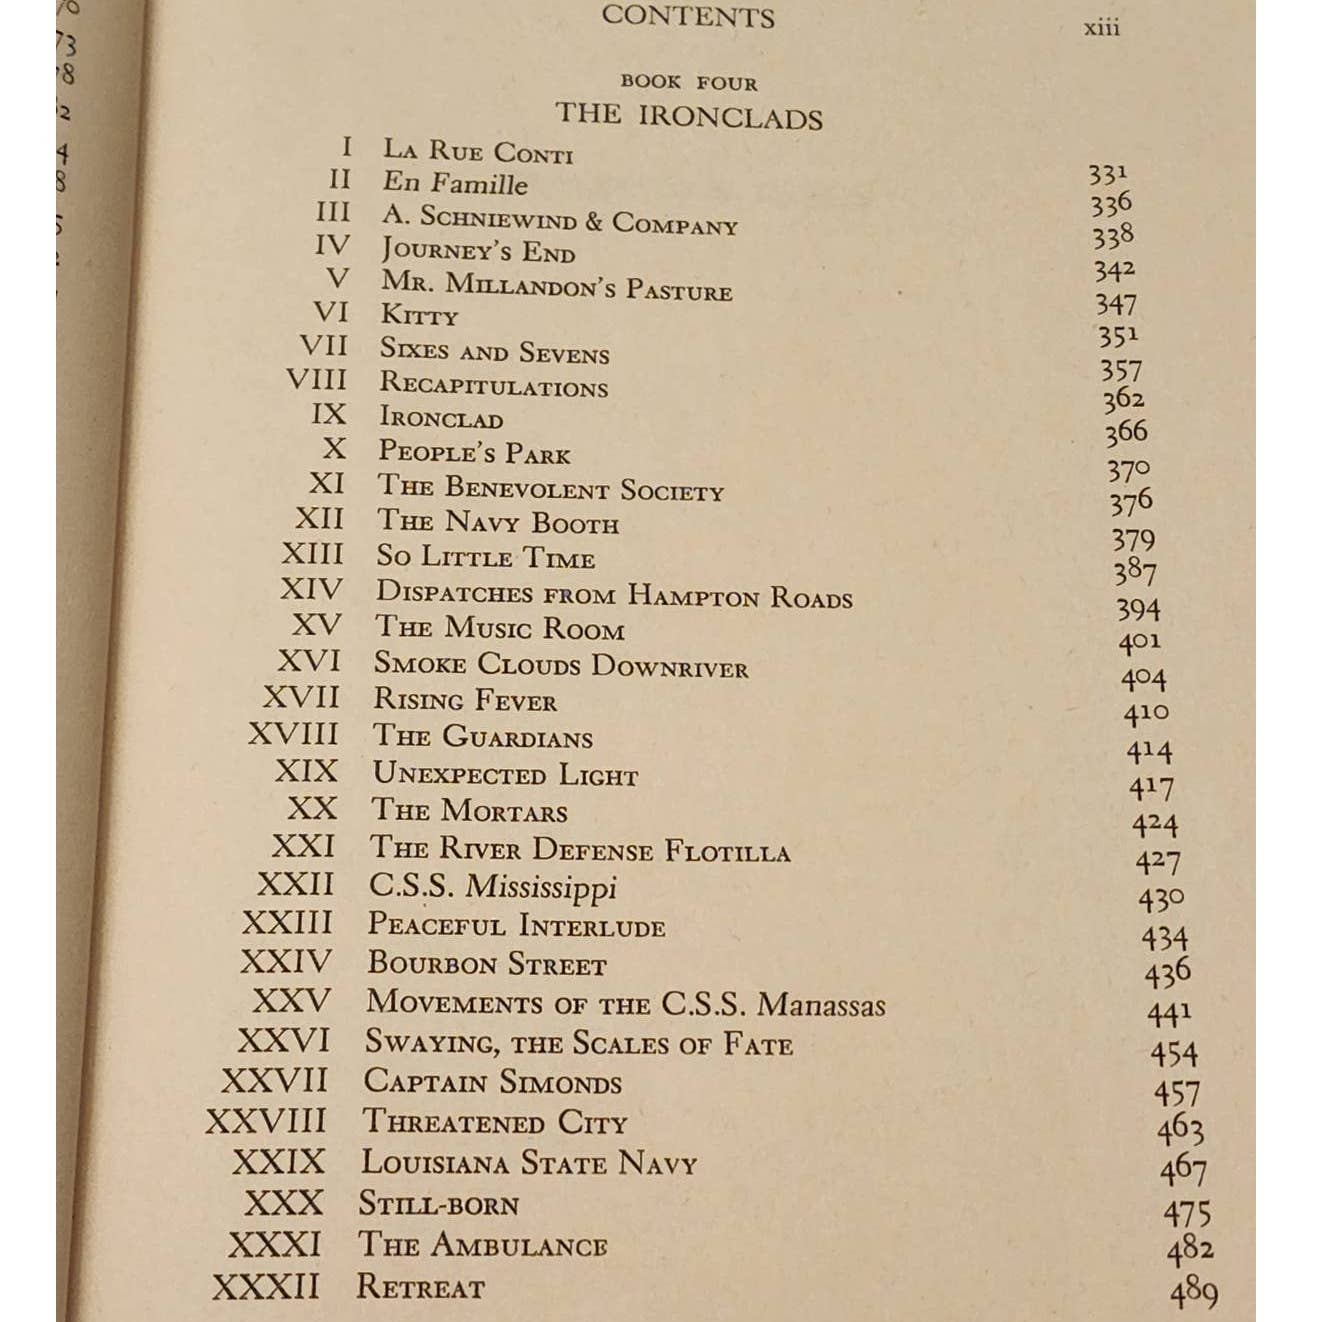 CONTENTS xiii
BOOK FOUR
THE IRONCLADS
I LA RUE CONTI 331
II En Famille 336
III A. SCHNIEWIND & COMPANY 338
IV JOURNEY'S END 342
V MR. MILLANDON'S PASTURE 347
VI KITTY 351
VII SIXES AND SEVENS 357
VIII RECAPITULATIONS 362
IX IRONCLAD 366
X PEOPLE'S PARK 370
XI THE BENEVOLENT SOCIETY 376
XII THE NAVY BOOTH 379
XIII SO LITTLE TIME 387
XIV DISPATCHES FROM HAMPTON ROADS 394
XV THE MUSIC ROOM 401
XVI SMOKE CLOUDS DOWNRIVER 404
XVII RISING FEVER 410
XVIII THE GUARDIANS 414
XIX UNEXPECTED LIGHT 417
XX THE MORTARS 424
XXI THE RIVER DEFENSE FLOTILLA 427
XXII C.S.S. Mississippi 430
XXIII PEACEFUL INTERLUDE 434
XXIV BOURBON STREET 436
XXV MOVEMENTS OF THE C.S.S. Manassas 441
XXVI SWAYING, THE SCALES OF FATE 454
XXVII CAPTAIN SIMONDS 457
XXVIII THREATENED CITY 463
XXIX LOUISIANA STATE NAVY 467
XXX STILL-BORN 475
XXXI THE AMBULANCE 482
XXXII RETREAT 489